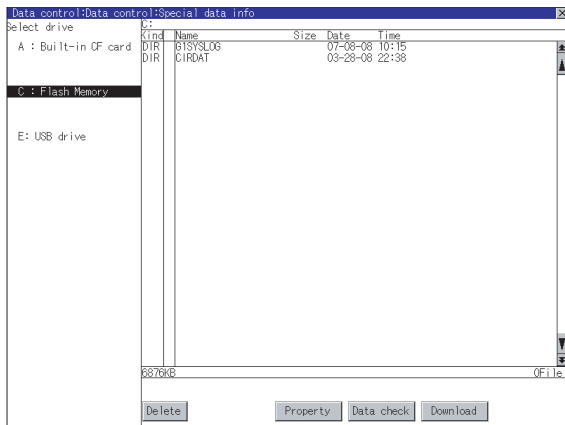 Data control:Data control:Special data info
Select drive
C:
Kind Name Size Date Time
A : Built-in CF card
DIR G1SYSLOG 07-08-08 10:15
DIR CIRDAT 03-28-08 22:38
C : Flash Memory
E: USB drive
6876KB 0File
Delete Property Data check Download